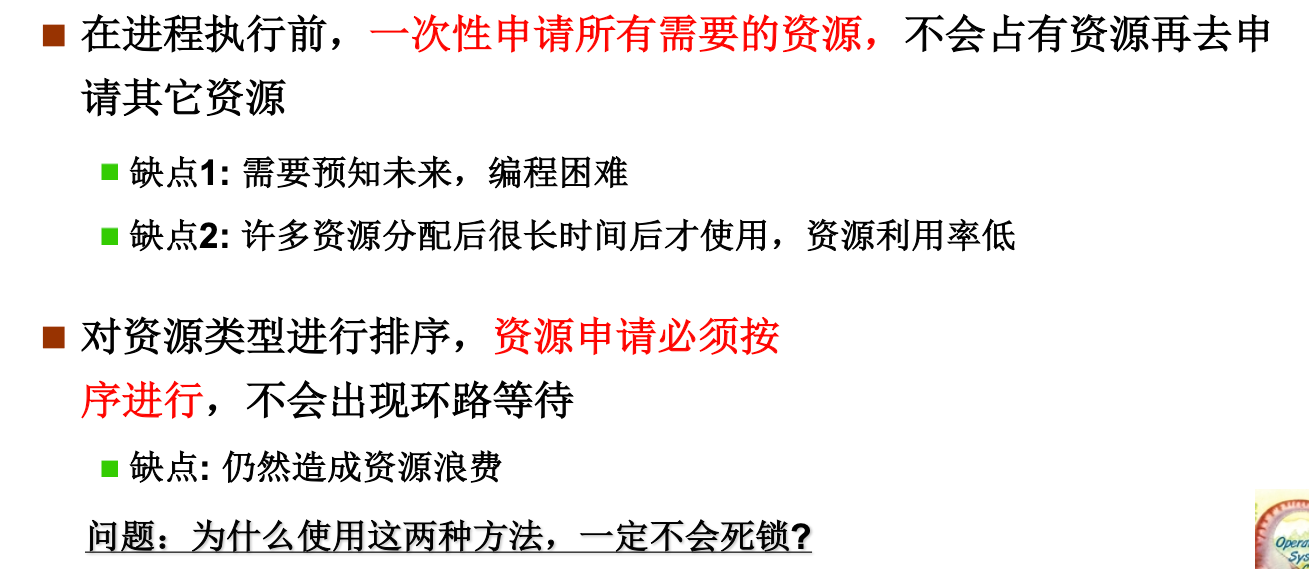 在进程执行前，一次性申请所有需要的资源，不会占有资源再去申
请其它资源
缺点1: 需要预知未来，编程困难
缺点2: 许多资源分配后很长时间后才使用，资源利用率低
对资源类型进行排序，资源申请必须按
序进行，不会出现环路等待
缺点: 仍然造成资源浪费
问题：为什么使用这两种方法，一定不会死锁?